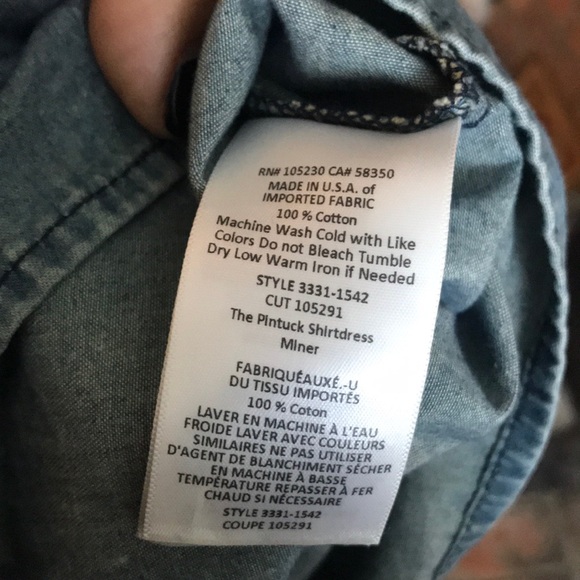 RN# 105230 CA# 58350
MADE IN U.S.A. of
IMPORTED FABRIC
100 % Cotton
Machine Wash Cold with Like
Colors Do not Bleach Tumble
Dry Low Warm Iron if Needed
STYLE 3331-1542
CUT 105291
The Pintuck Shirtdress
Miner
FABRIQUÉAUXÉ.-U
DU TISSU IMPORTÉS
100 % Coton
LAVER EN MACHINE À L'EAU
FROIDE LAVER AVEC COULEURS
SIMILAIRES NE PAS UTILISER
D'AGENT DE BLANCHIMENT SÉCHER
EN MACHINE À BASSE
TEMPÉRATURE REPASSER À FER
CHAUD SI NÉCESSAIRE
STYLE 3331-1542
COUPE 105291